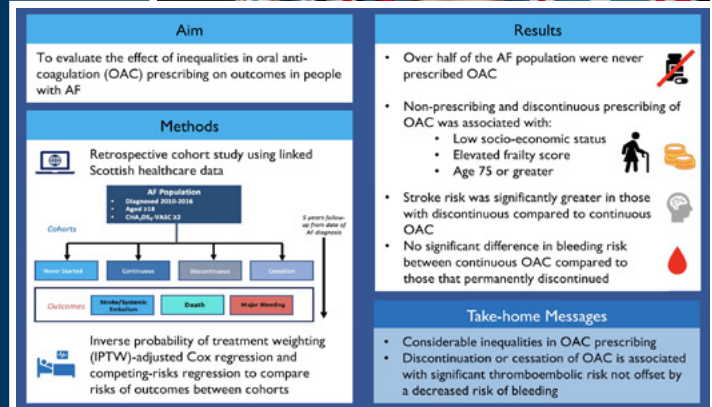 Aim
To evaluate the effect of inequalities in oral anti-
coagulation (OAC) prescribing on outcomes in people
with AF
Methods
Retrospective cohort study using linked
Scottish healthcare data
AF Population
• Diagnosed 2010-2016
• Aged ≥18
• CHA₂DS₂-VASC ≥2
Cohorts
5 years follow-
up from date of
AF diagnosis
Never Started
Continuous
Discontinuous
Cessation
Outcomes
Stroke/Systemic
Embolism
Death
Major Bleeding
Inverse probability of treatment weighting
(IPTW)-adjusted Cox regression and
competing-risks regression to compare
risks of outcomes between cohorts
Results
• Over half of the AF population were never
prescribed OAC
• Non-prescribing and discontinuous prescribing of
OAC was associated with:
• Low socio-economic status
• Elevated frailty score
• Age 75 or greater
• Stroke risk was significantly greater in those
with discontinuous compared to continuous
OAC
• No significant difference in bleeding risk
between continuous OAC compared to
those that permanently discontinued
Take-home Messages
• Considerable inequalities in OAC prescribing
• Discontinuation or cessation of OAC is associated
with significant thromboembolic risk not offset by
a decreased risk of bleeding